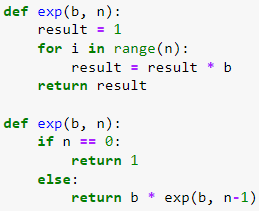 def exp(b, n):
    result = 1
    for i in range(n):
        result = result * b
    return result

def exp(b, n):
    if n == 0:
        return 1
    else:
        return b * exp(b, n-1)